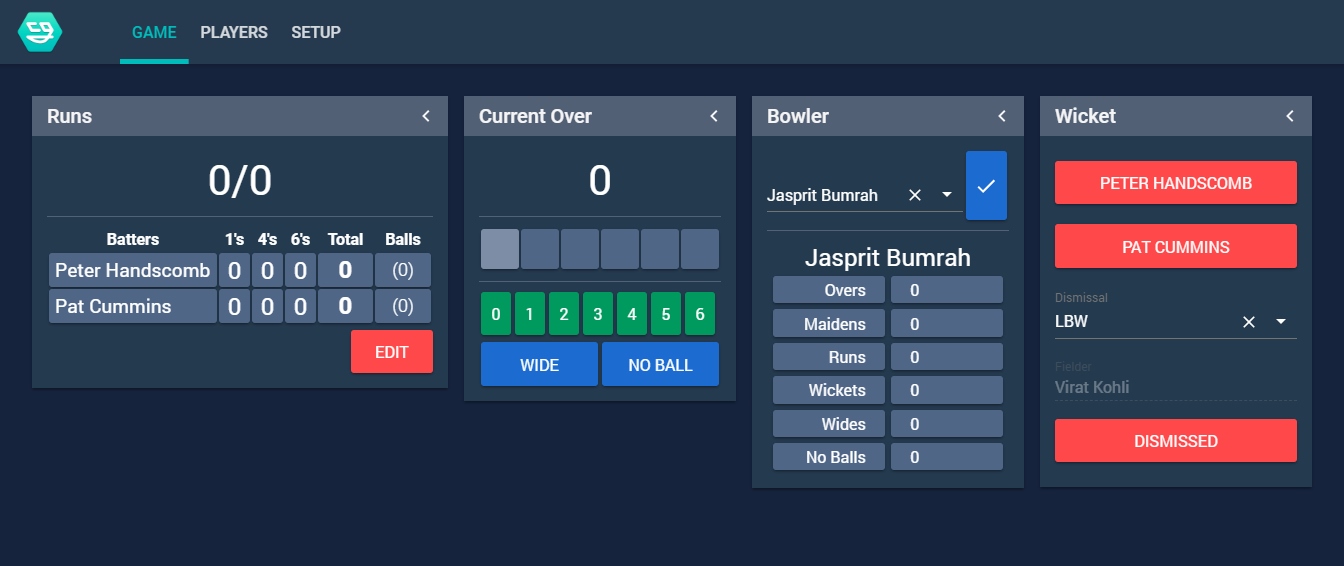 GAME PLAYERS SETUP
Runs
0/0
Batters 1's 4's 6's Total Balls
Peter Handscomb 0 0 0 0 (0)
Pat Cummins 0 0 0 0 (0)
EDIT
Current Over
0
0 1 2 3 4 5 6
WIDE NO BALL
Bowler
Jasprit Bumrah
Jasprit Bumrah
Overs 0
Maidens 0
Runs 0
Wickets 0
Wides 0
No Balls 0
Wicket
PETER HANDSCOMB
PAT CUMMINS
Dismissal
LBW
Fielder
Virat Kohli
DISMISSED